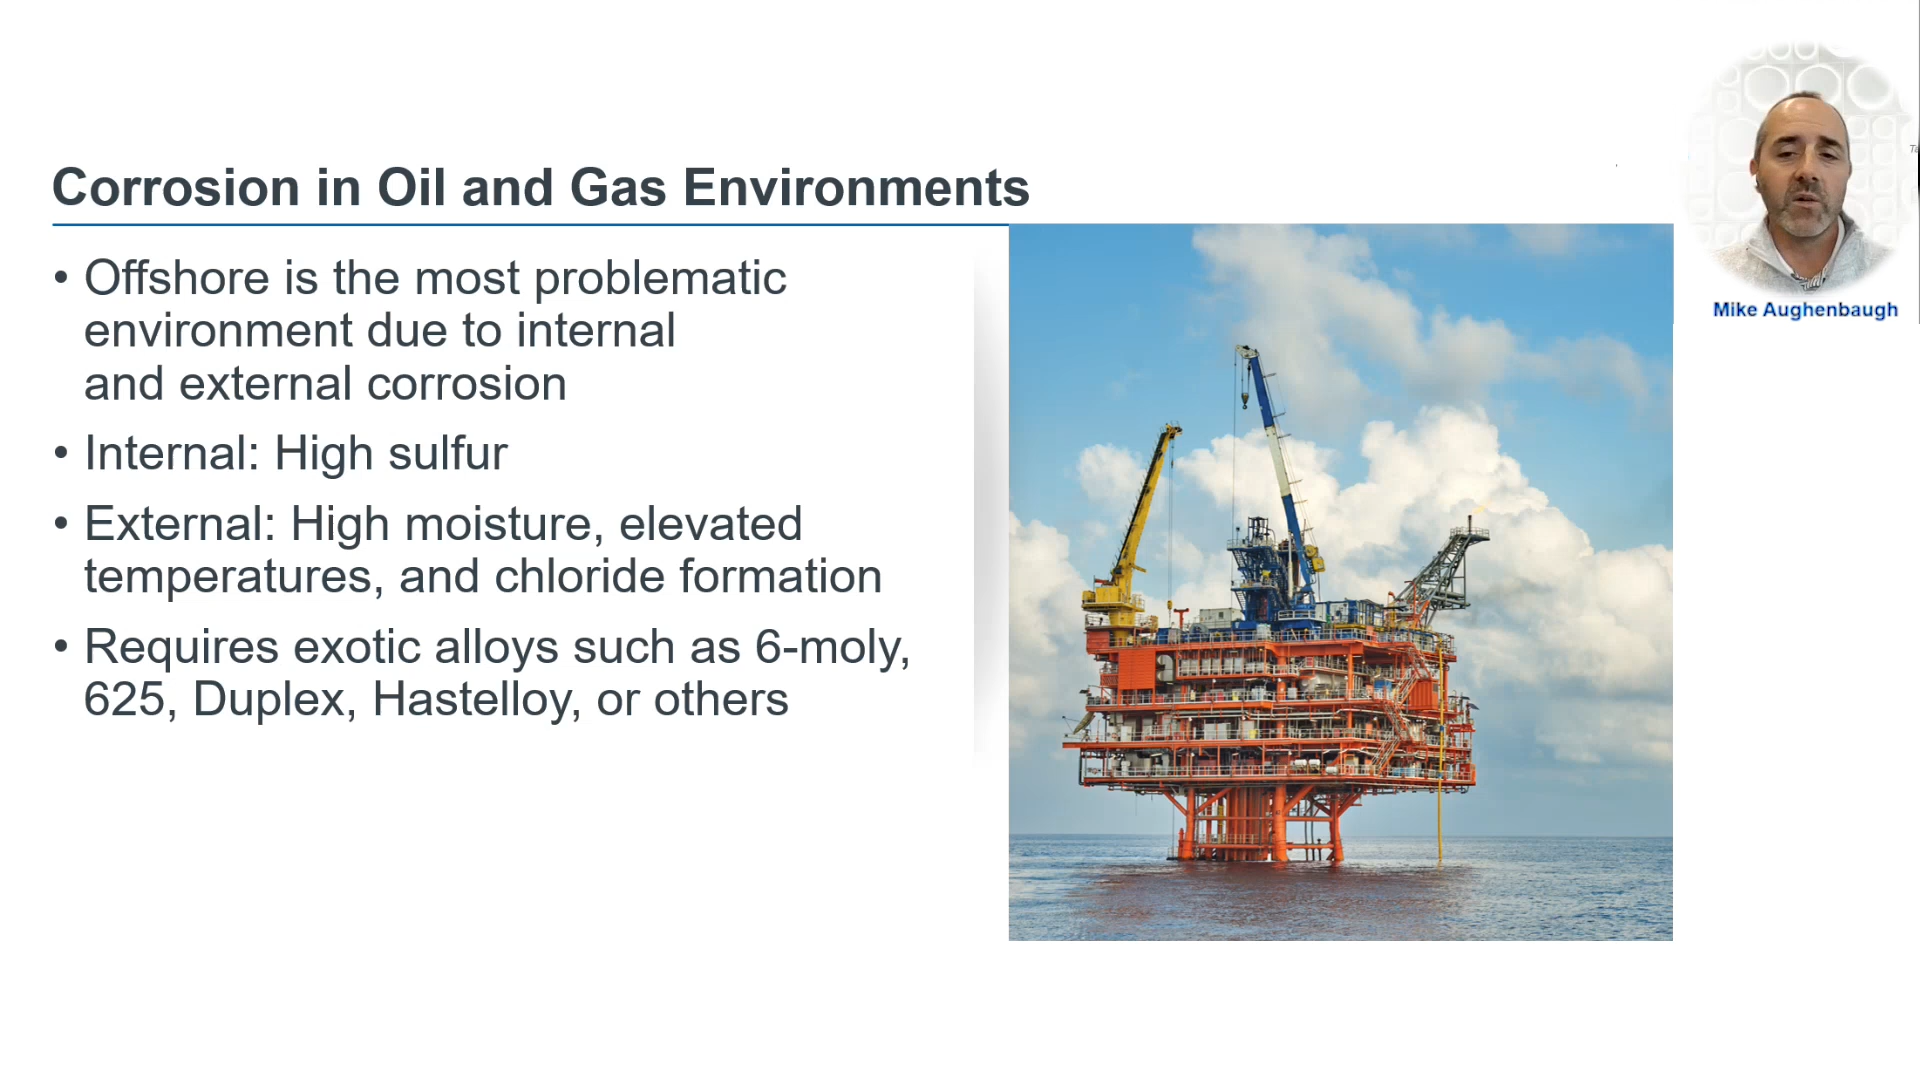 Corrosion in Oil and Gas Environments
• Offshore is the most problematic
environment due to internal
and external corrosion
• Internal: High sulfur
• External: High moisture, elevated
temperatures, and chloride formation
• Requires exotic alloys such as 6-moly,
625, Duplex, Hastelloy, or others
Mike Aughenbaugh